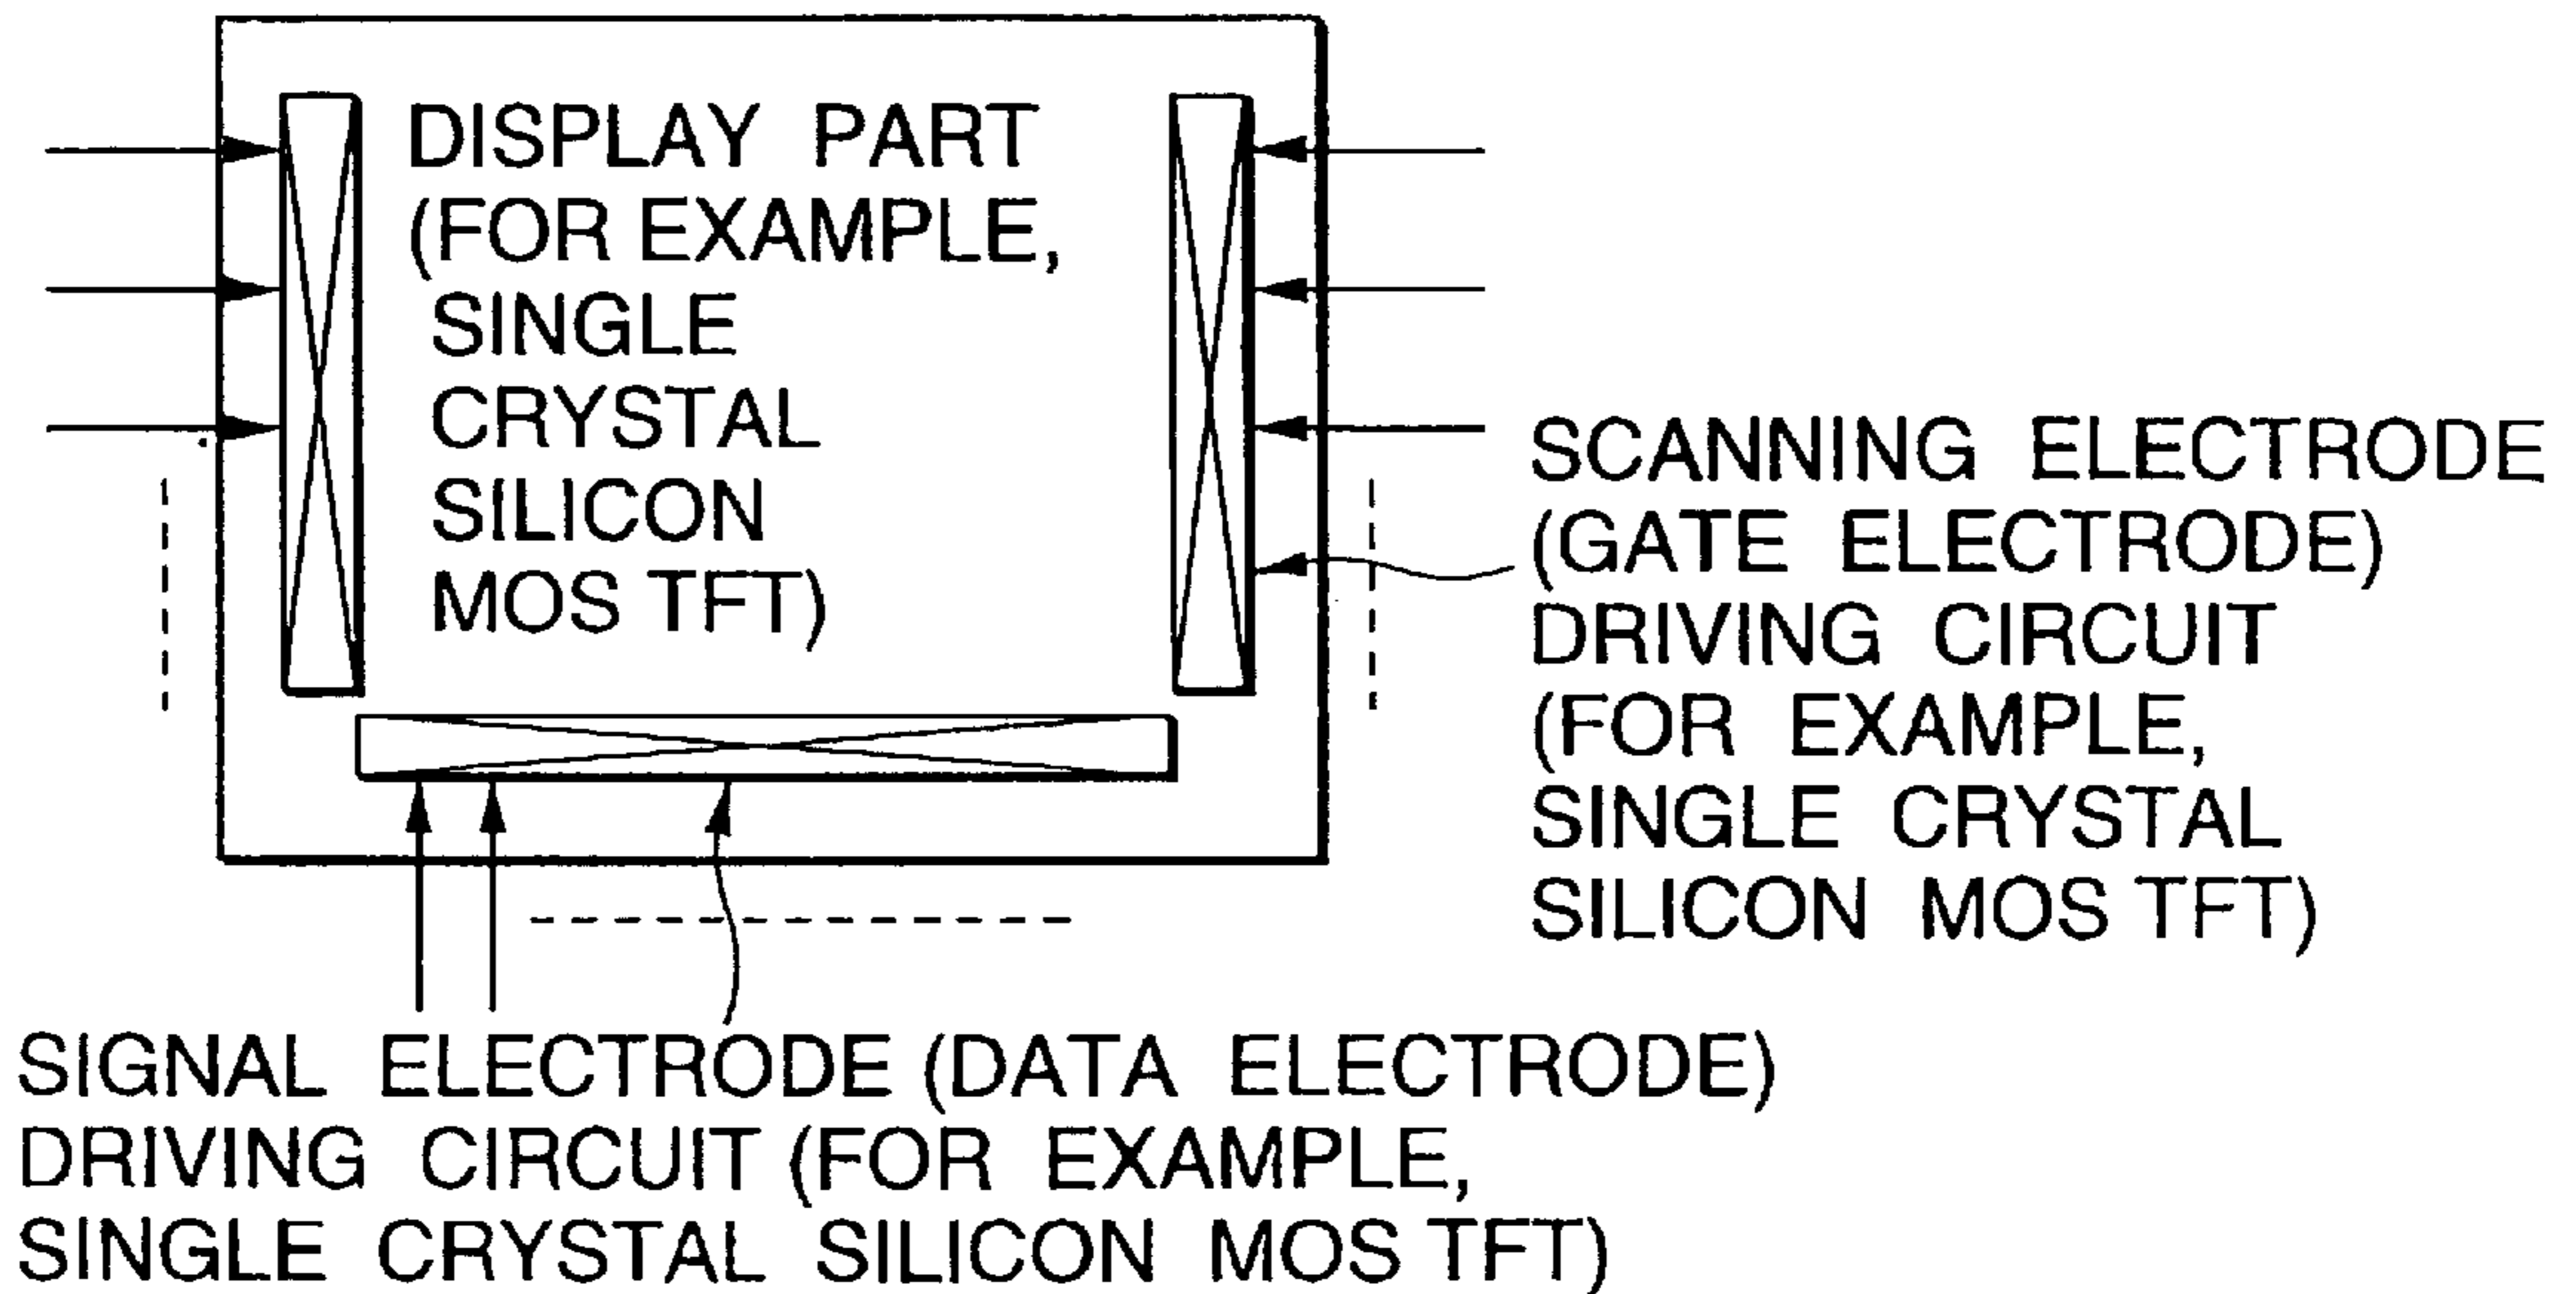 DISPLAY PART
(FOR EXAMPLE,
SINGLE
CRYSTAL
SILICON
MOS TFT)
SCANNING ELECTRODE
(GATE ELECTRODE)
DRIVING CIRCUIT
(FOR EXAMPLE,
SINGLE CRYSTAL
SILICON MOS TFT)
SIGNAL ELECTRODE (DATA ELECTRODE)
DRIVING CIRCUIT (FOR EXAMPLE,
SINGLE CRYSTAL SILICON MOS TFT)